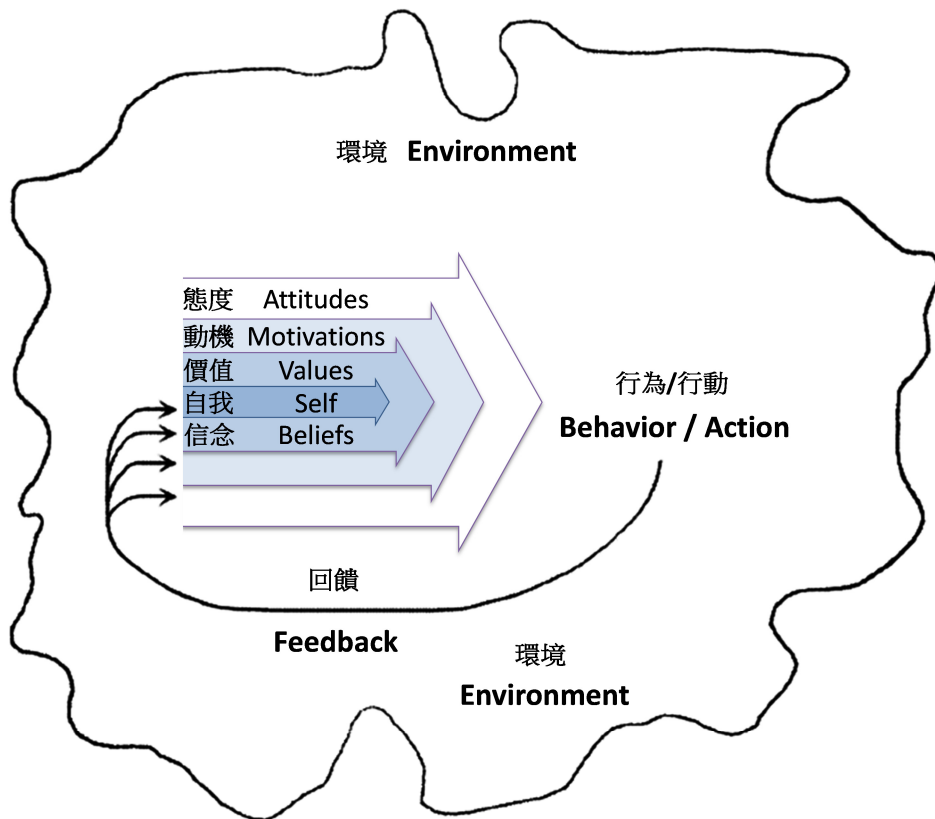 環境 Environment
態度 Attitudes
動機 Motivations
價值 Values
自我 Self
信念 Beliefs
行為/行動
Behavior / Action
回饋
Feedback
環境
Environment